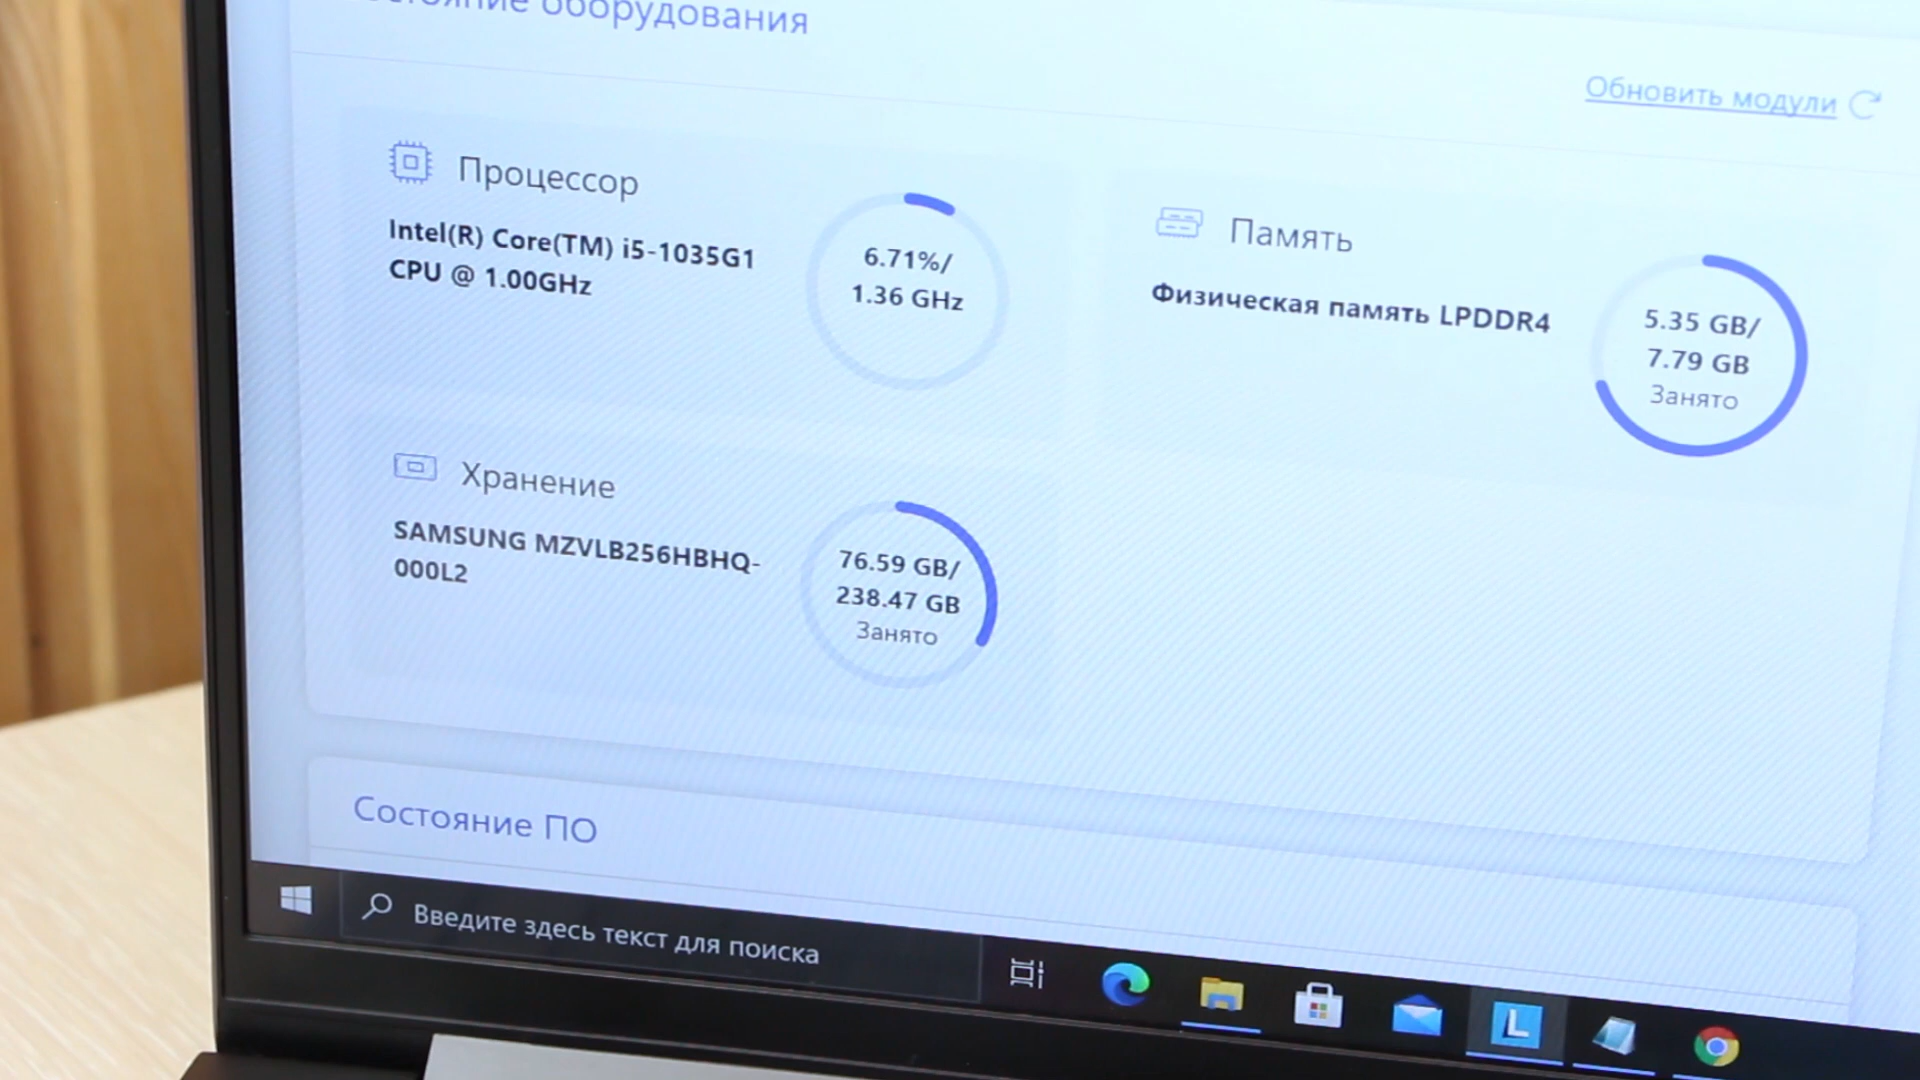 оборудования
Обновить модули
Процессор
Intel(R) Core(TM) i5-1035G1
CPU @ 1.00GHz
6.71%/
1.36 GHz
Память
Физическая память LPDDR4
5.35 GB/
7.79 GB
Занято
Хранение
SAMSUNG MZVLB256HBHQ-
000L2
76.59 GB/
238.47 GB
Занято
Состояние ПО
Введите здесь текст для поиска
L